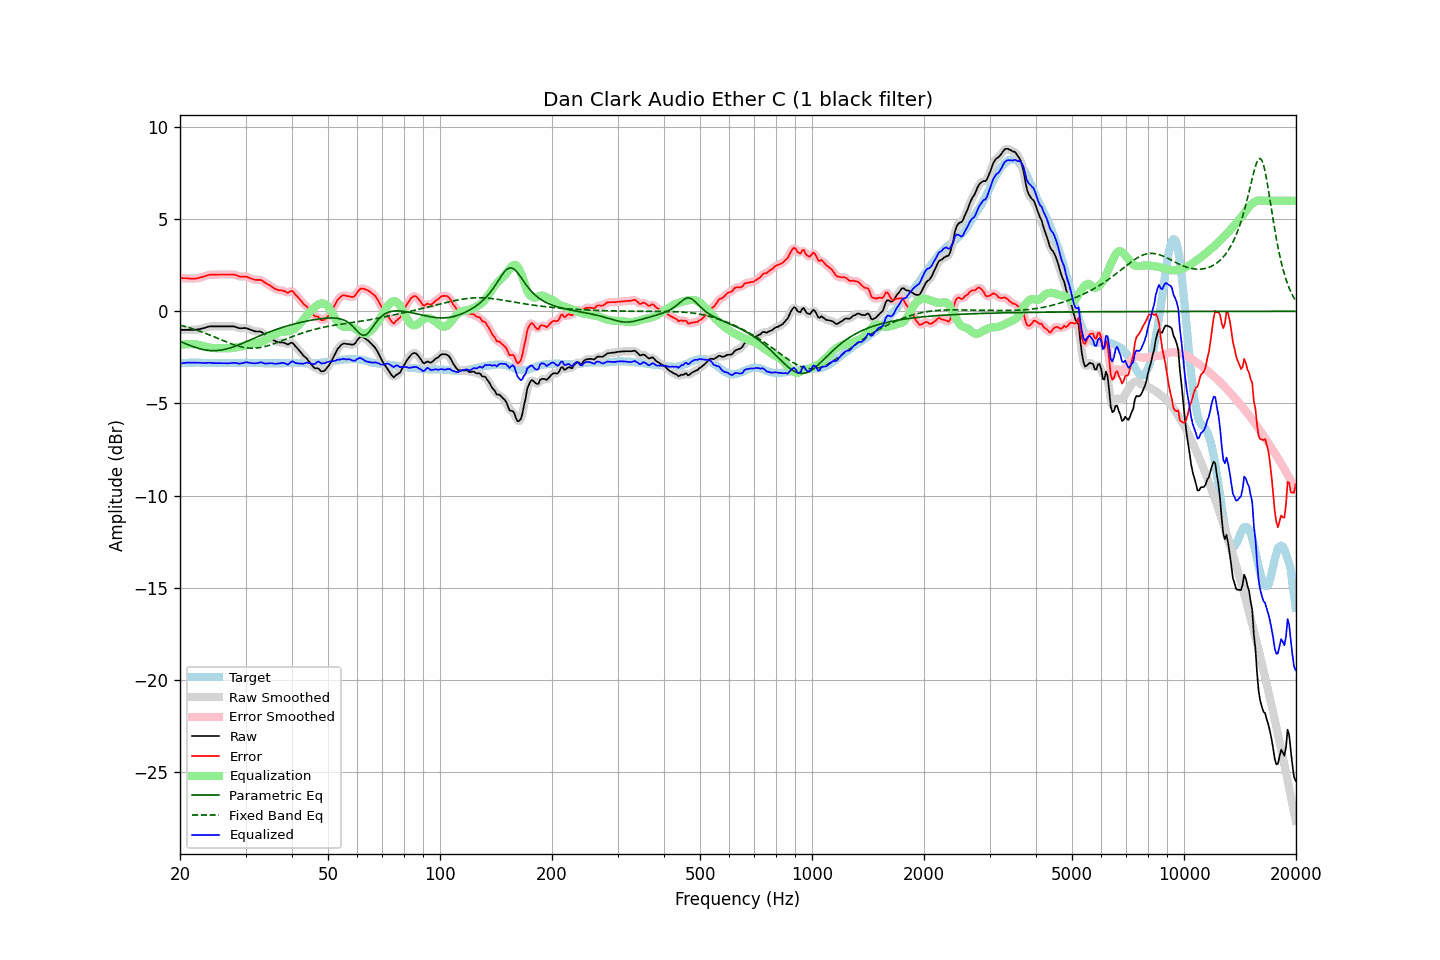 Dan Clark Audio Ether C (1 black filter)
10
5
0
−5
−10
−15
−20
−25
Amplitude (dBr)
Target
Raw Smoothed
Error Smoothed
Raw
Error
Equalization
Parametric Eq
Fixed Band Eq
Equalized
20 50 100 200 500 1000 2000 5000 10000 20000
Frequency (Hz)